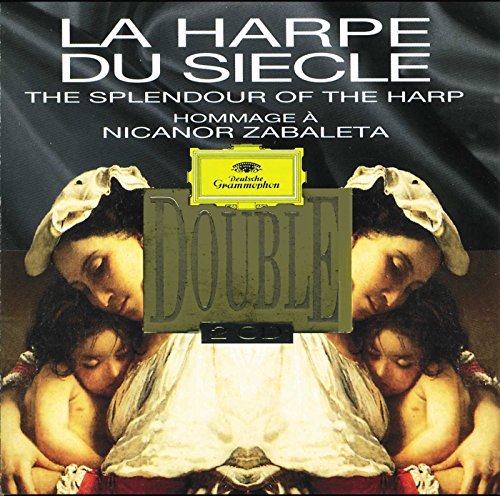 LA HARPE
DU SIECLE
THE SPLENDOUR OF THE HARP
HOMMAGE À
NICANOR ZABALETA
Deutsche
Grammophon
DOUBLE
2 CD